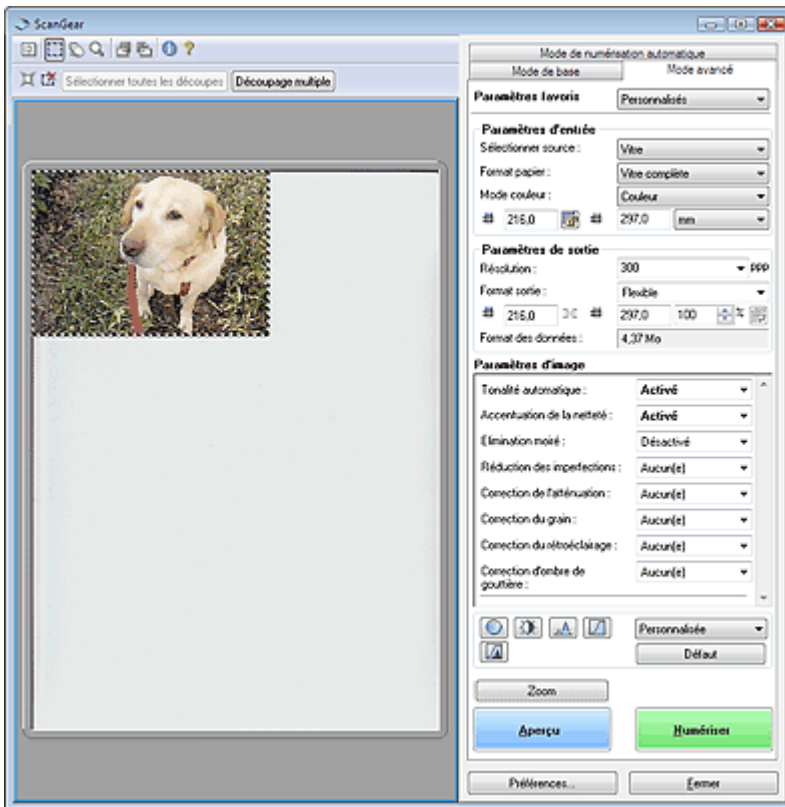 ScanGear
Sélectionner toutes les découpes Découpage multiple
Mode de numérisation automatique
Mode de base Mode avancé
Paramètres favoris Personnalisés
Paramètres d'entrée
Sélectionner source : Vitre
Format papier : Vitre complète
Mode couleur : Couleur
216,0 297,0 mm
Paramètres de sortie
Résolution : 300 PPP
Format sortie : Flexible
216,0 297,0 100 %
Format des données : 4,37 Mo
Paramètres d'image
Tonalité automatique : Activé
Accentuation de la netteté : Activé
Elimination moiré : Désactivé
Réduction des imperfections : Aucun(e)
Correction de l'atténuation : Aucun(e)
Correction du grain : Aucun(e)
Correction du rétroéclairage : Aucun(e)
Correction d'ombre de gouttière : Aucun(e)
Personnalisée
Défaut
Zoom
Aperçu Numériser
Préférences... Fermer